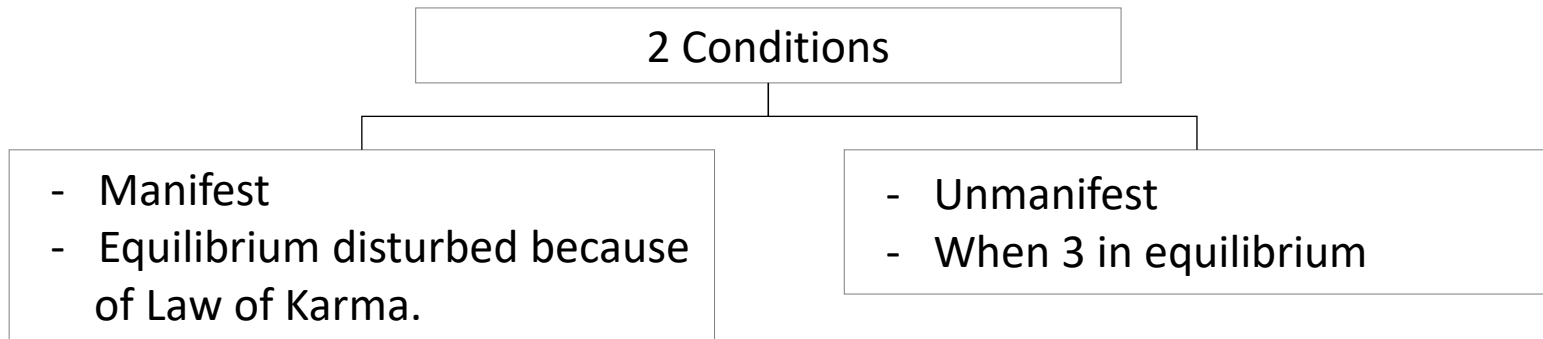 2 Conditions
- Manifest
- Equilibrium disturbed because
of Law of Karma.
- Unmanifest
- When 3 in equilibrium